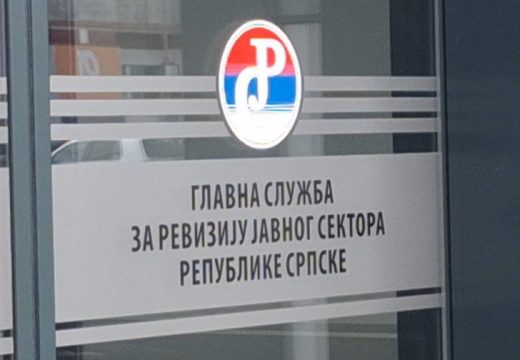 ГЛАВНА СЛУЖБА
ЗА РЕВИЗИЈУ ЈАВНОГ СЕКТОРА
РЕПУБЛИКЕ СРПСКЕ